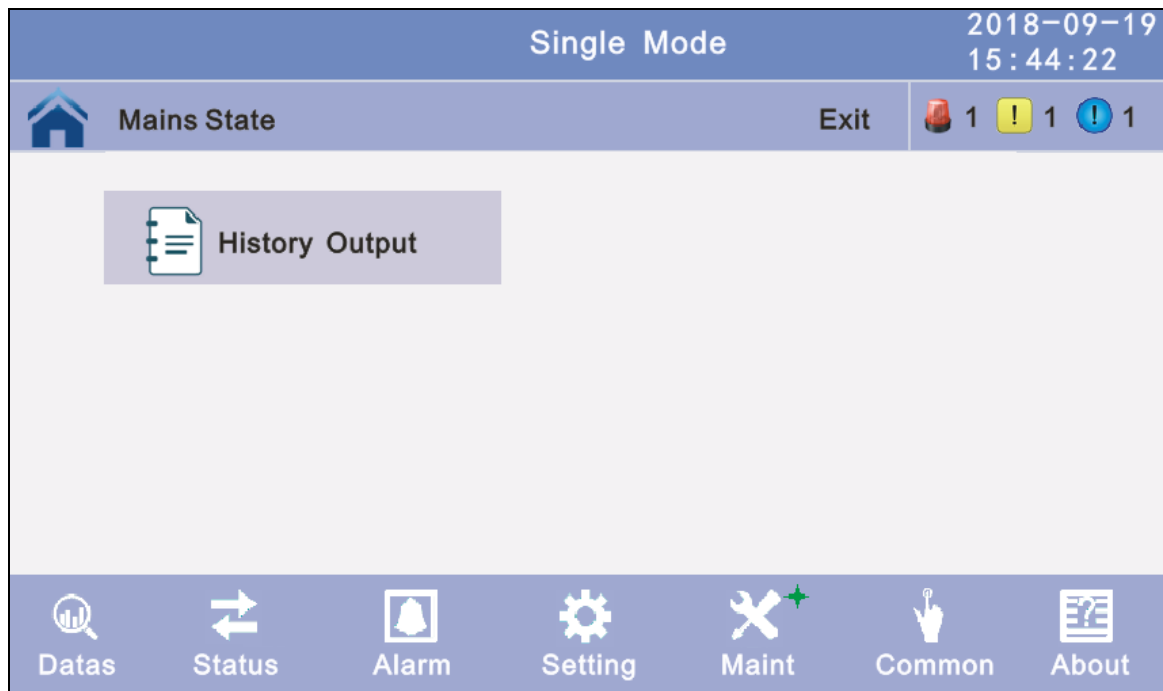 Single Mode
2018-09-19
15:44:22
Mains State
Exit
1
! 1
! 1
History Output
Datas
Status
Alarm
Setting
Maint
Common
? About